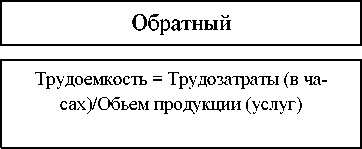 Обратный
Трудоемкость = Трудозатраты (в ча-
сах)/Обьем продукции (услуг)